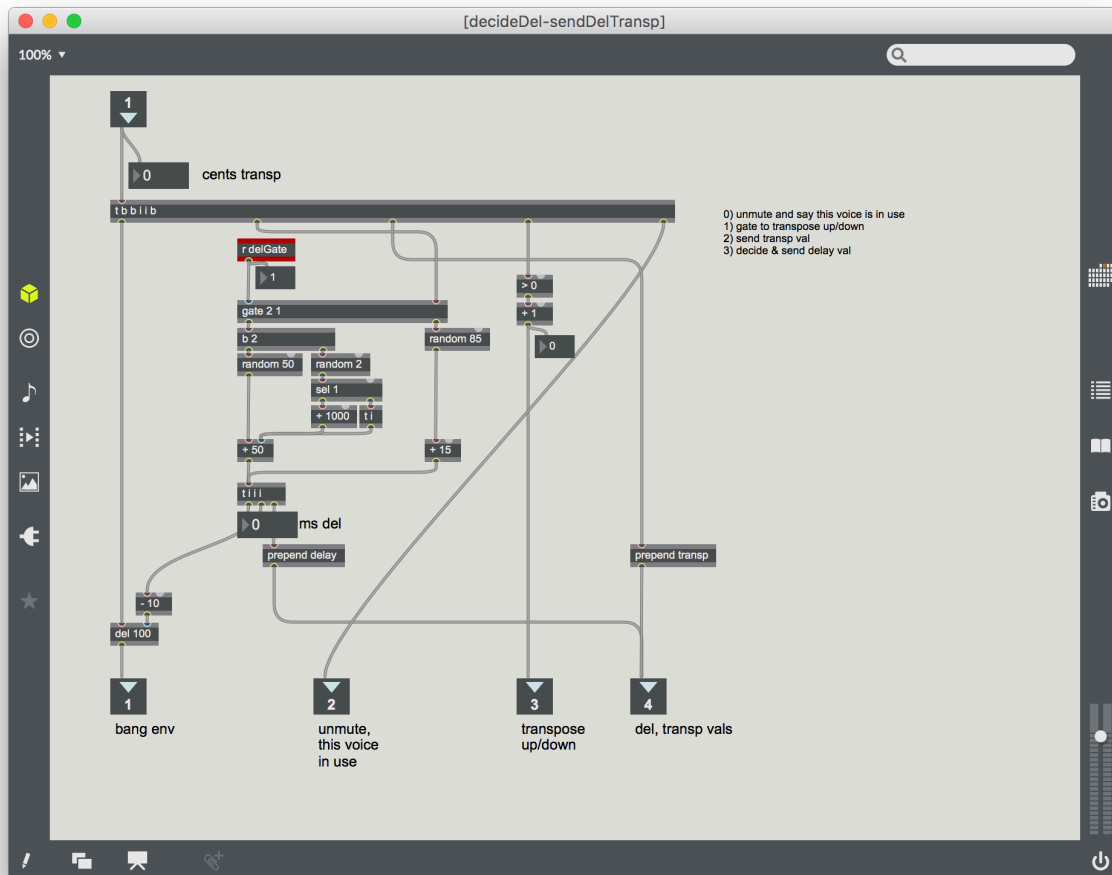 [decideDel-sendDelTransp]
100%
1
0
cents transp
t b b i i b
0) unmute and say this voice is in use
1) gate to transpose up/down
2) send transp val
3) decide & send delay val
r delGate
1
> 0
gate 2 1
+ 1
b 2
random 85
0
random 50
random 2
sel 1
+ 1000
t i
+ 50
+ 15
t i i i
0
ms del
prepend delay
prepend transp
- 10
del 100
1
2
3
4
bang env
unmute,
this voice
in use
transpose
up/down
del, transp vals